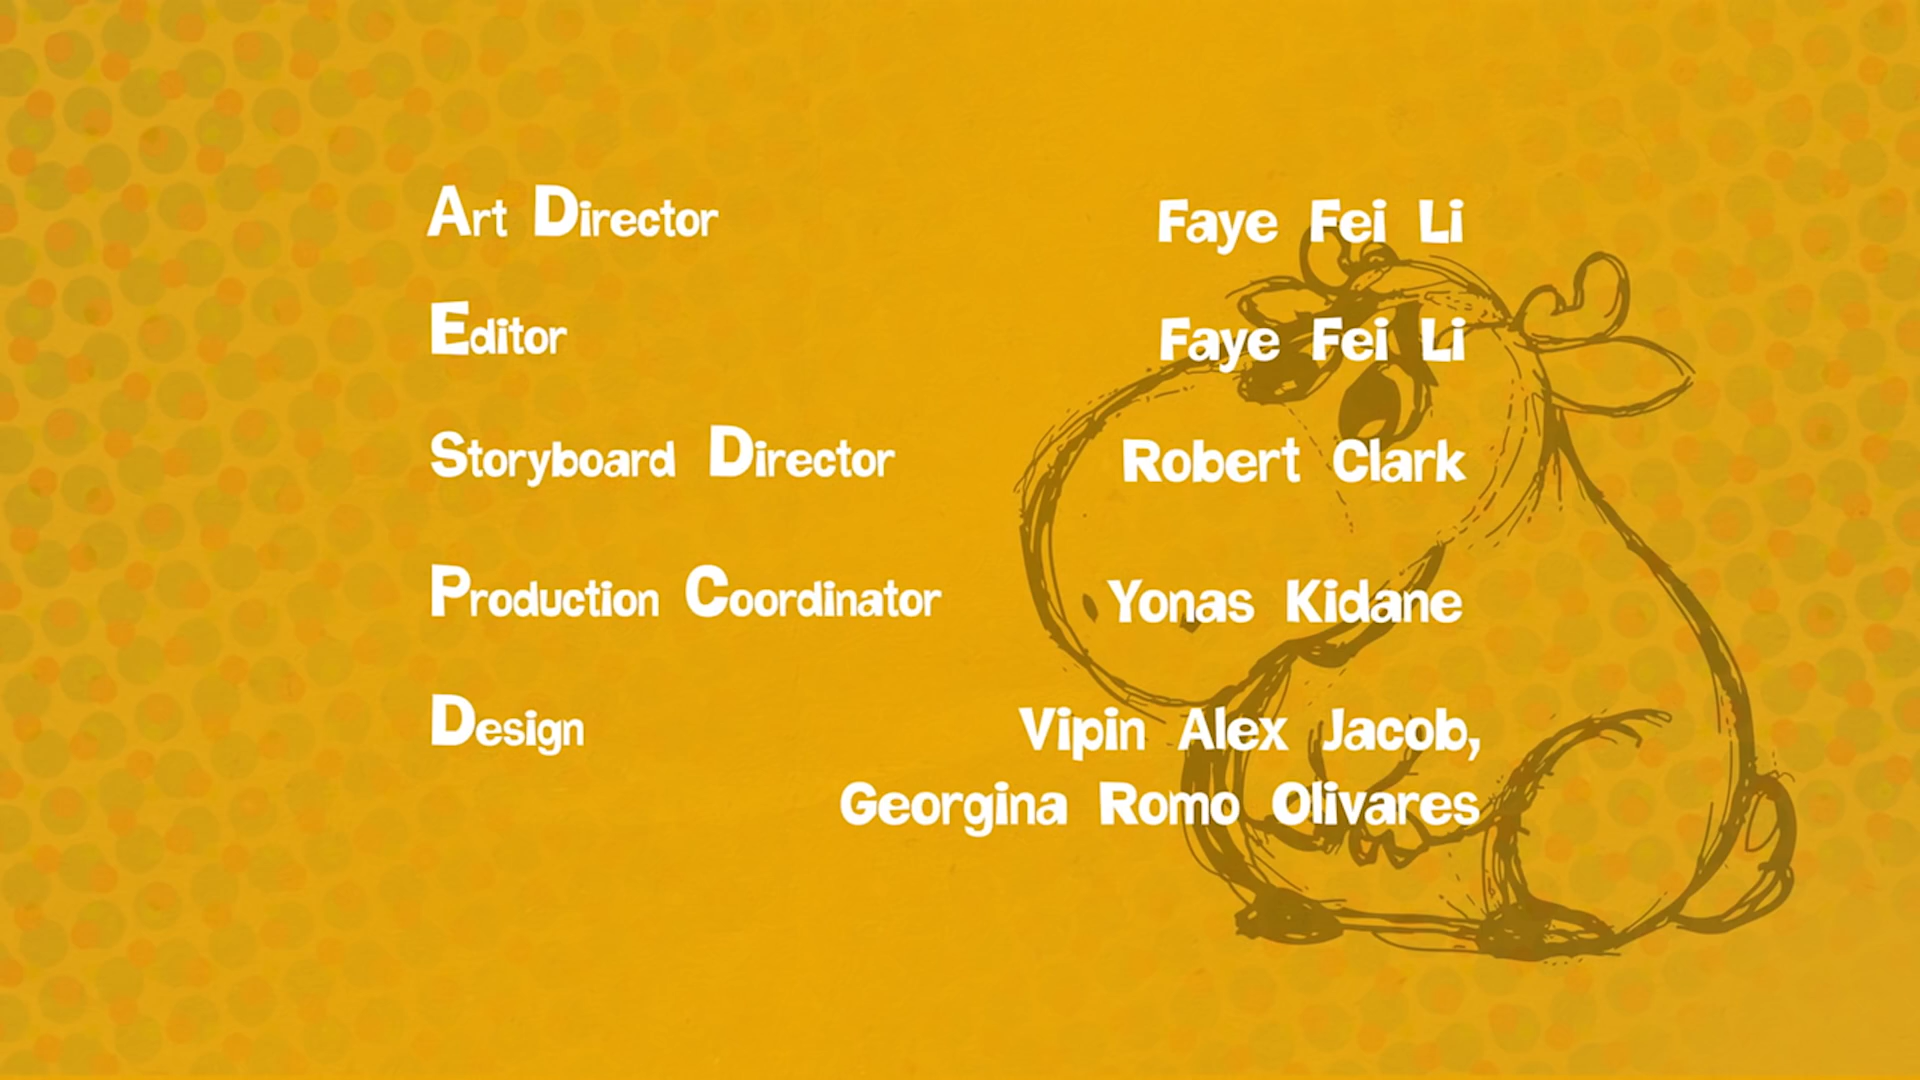 Art Director Faye Fei Li
Editor Faye Fei Li
Storyboard Director Robert Clark
Production Coordinator Yonas Kidane
Design Vipin Alex Jacob,
Georgina Romo Olivares